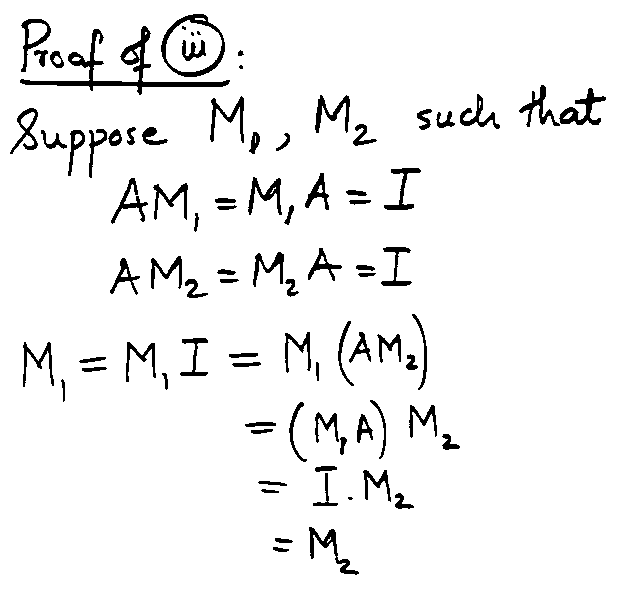 Proof of (iii):
Suppose M₁, M₂ such that
AM₁ = M₁A = I
AM₂ = M₂A = I
M₁ = M₁I = M₁(AM₂)
= (M₁A) M₂
= I. M₂
= M₂